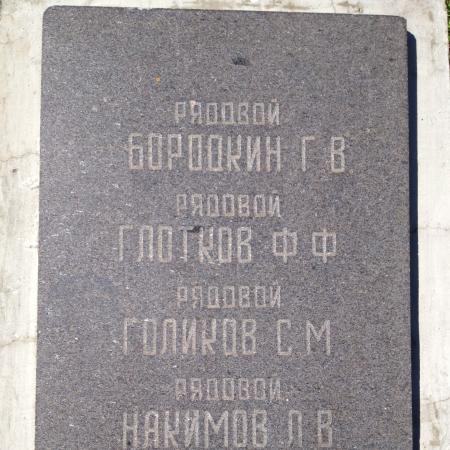 РЯДОВОЙ
БОРОДКИН Г. В.
РЯДОВОЙ
ГЛОТКОВ Ф Ф
РЯДОВОЙ
ГОЛИКОВ С. М
РЯДОВОЙ
НАКИМОВ Л В